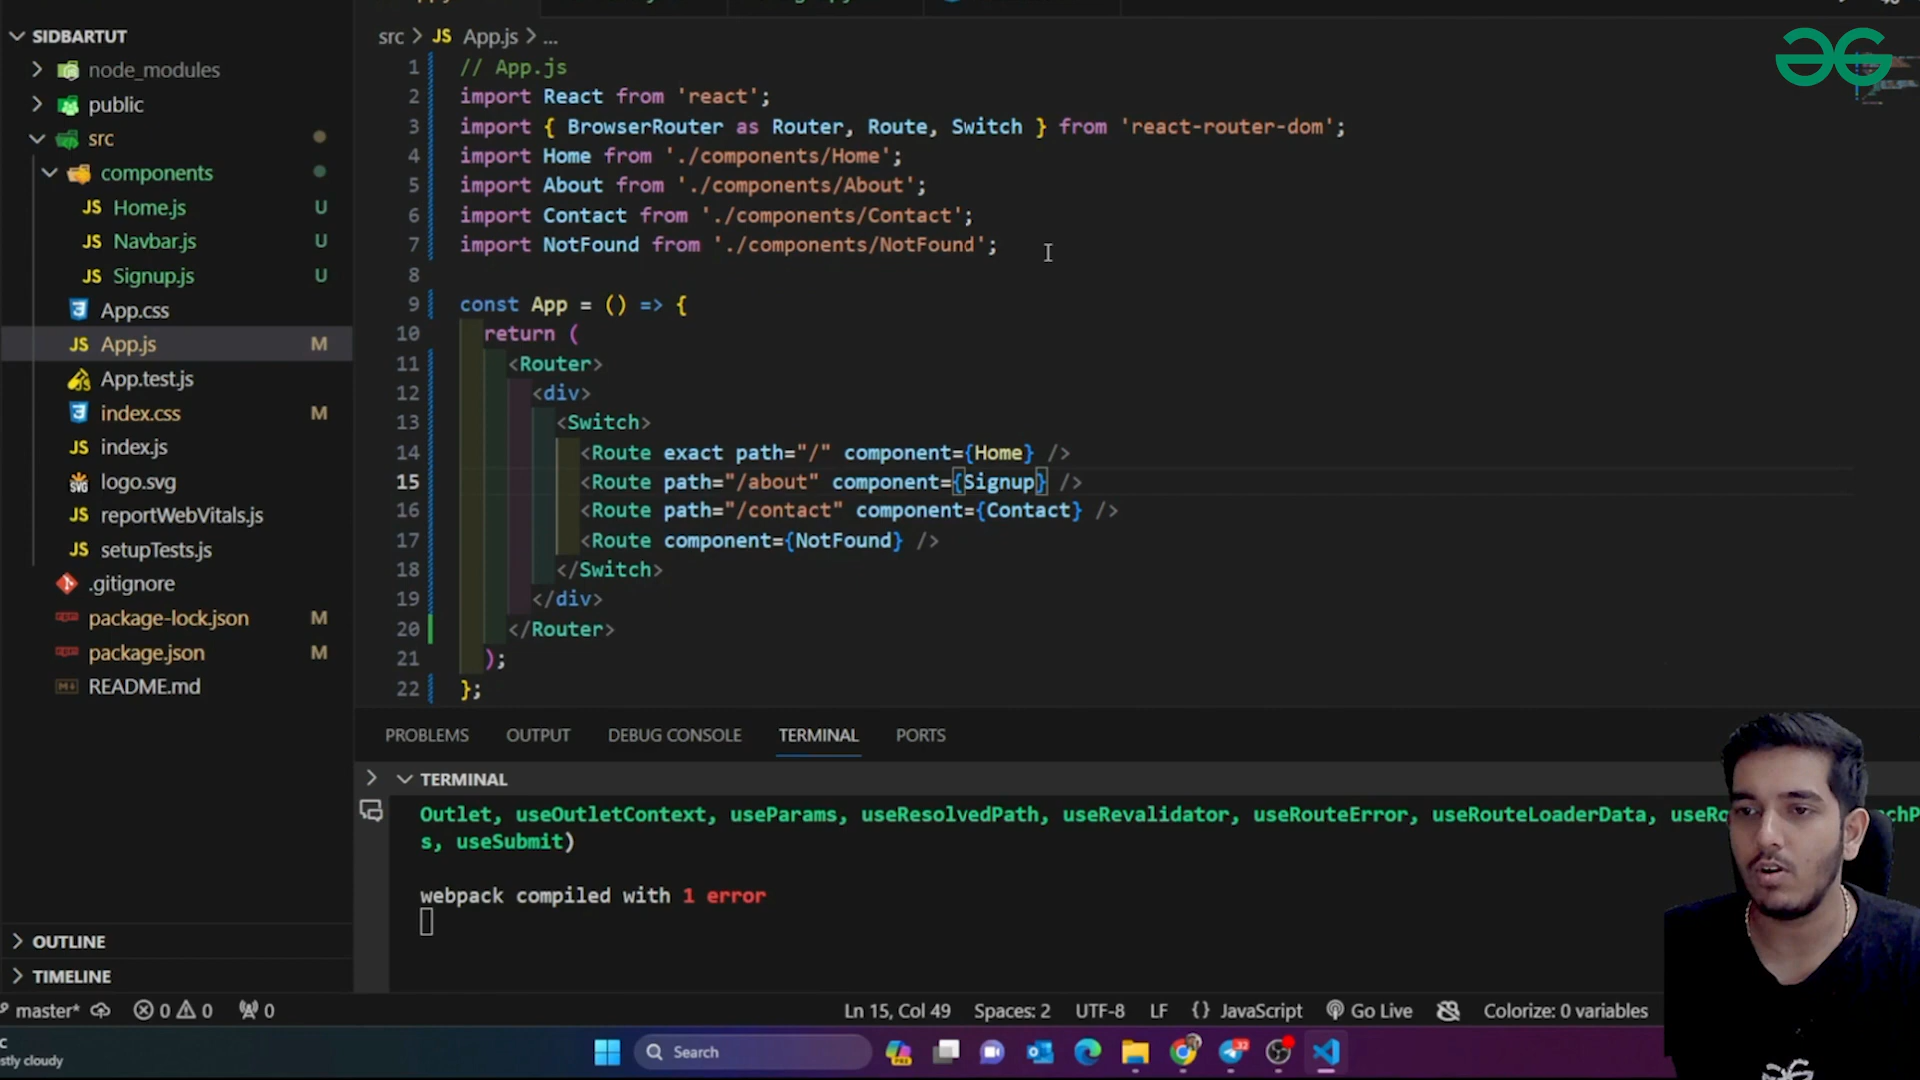 SIDBARTUT
node_modules
public
src
components
Home.js U
Navbar.js U
Signup.js U
App.css
App.js M
App.test.js
index.css M
index.js
logo.svg
reportWebVitals.js
setupTests.js
.gitignore
package-lock.json M
package.json M
README.md
OUTLINE
TIMELINE
src > JS App.js > ...
1 // App.js
2 import React from 'react';
3 import { BrowserRouter as Router, Route, Switch } from 'react-router-dom';
4 import Home from './components/Home';
5 import About from './components/About';
6 import Contact from './components/Contact';
7 import NotFound from './components/NotFound';
8
9 const App = () => {
10 return (
11 <Router>
12 <div>
13 <Switch>
14 <Route exact path="/" component={Home} />
15 <Route path="/about" component={Signup} />
16 <Route path="/contact" component={Contact} />
17 <Route component={NotFound} />
18 </Switch>
19 </div>
20 </Router>
21 );
22 };
PROBLEMS OUTPUT DEBUG CONSOLE TERMINAL PORTS
TERMINAL
Outlet, useOutletContext, useParams, useResolvedPath, useRevalidator, useRouteError, useRouteLoaderData,
s, useSubmit)
webpack compiled with 1 error
master* 0 0 0 Ln 15, Col 49 Spaces: 2 UTF-8 LF {} JavaScript Go Live Colorize: 0 variables
cloudy
Search